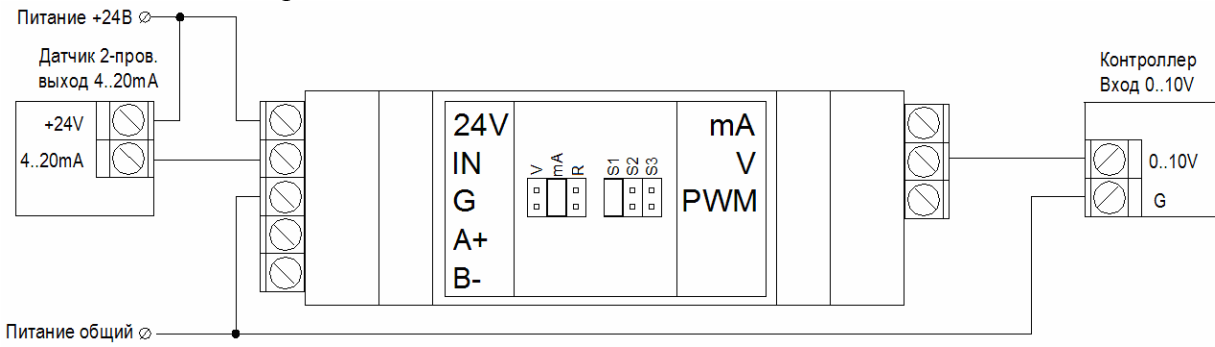 Питание +24В
Датчик 2-пров.
выход 4..20mA
+24V
4..20mA
24V
IN
G
A+
B-
V
mA
R
S1
S2
S3
mA
V
PWM
Контроллер
Вход 0..10V
0..10V
G
Питание общий